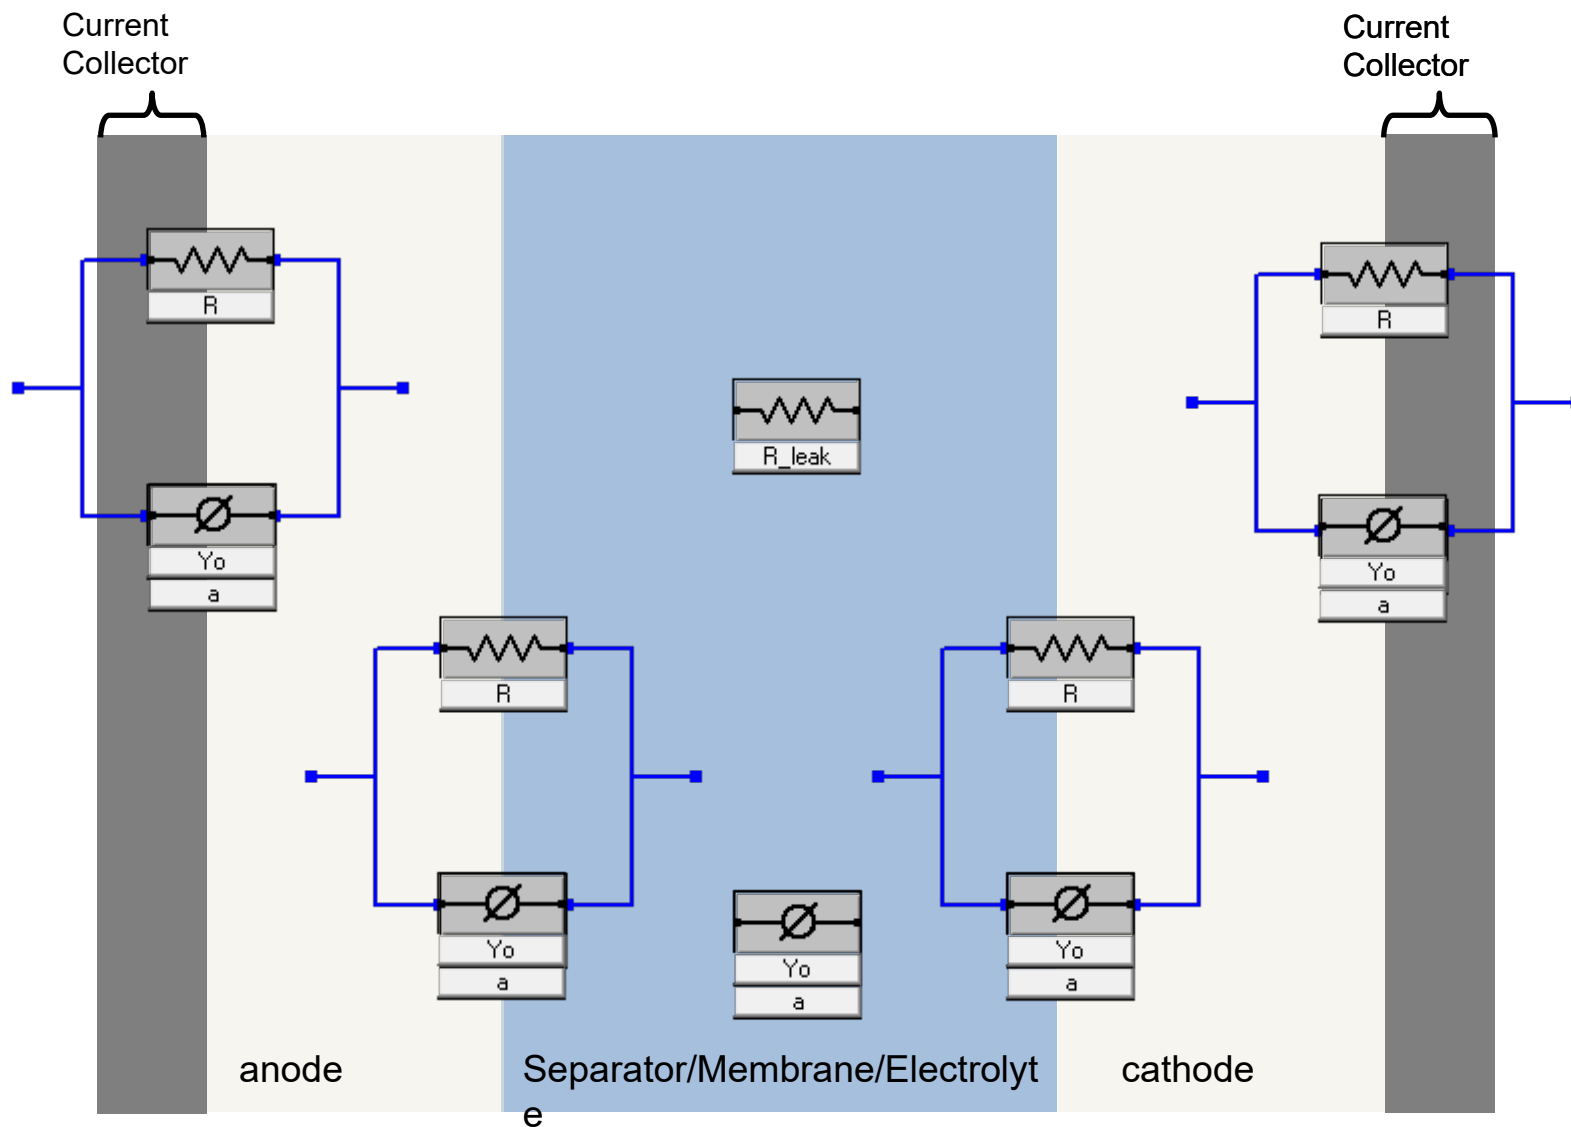 Current
Collector
Current
Collector
R
R
R_leak
Yo
a
Yo
a
R
R
Yo
a
Yo
a
Yo
a
anode
Separator/Membrane/Electrolyt
e
cathode